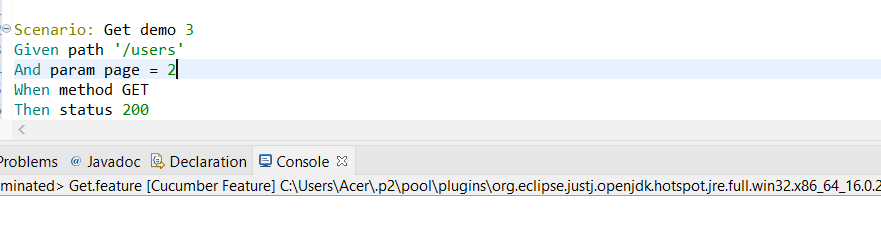 Scenario: Get demo 3
Given path '/users'
And param page = 2
When method GET
Then status 200
<
Problems @ Javadoc Declaration Console
minated> Get.feature [Cucumber Feature] C:\Users\Acer\.p2\pool\plugins\org.eclipse.justj.openjdk.hotspot.jre.full.win32.x86_64_16.0.2